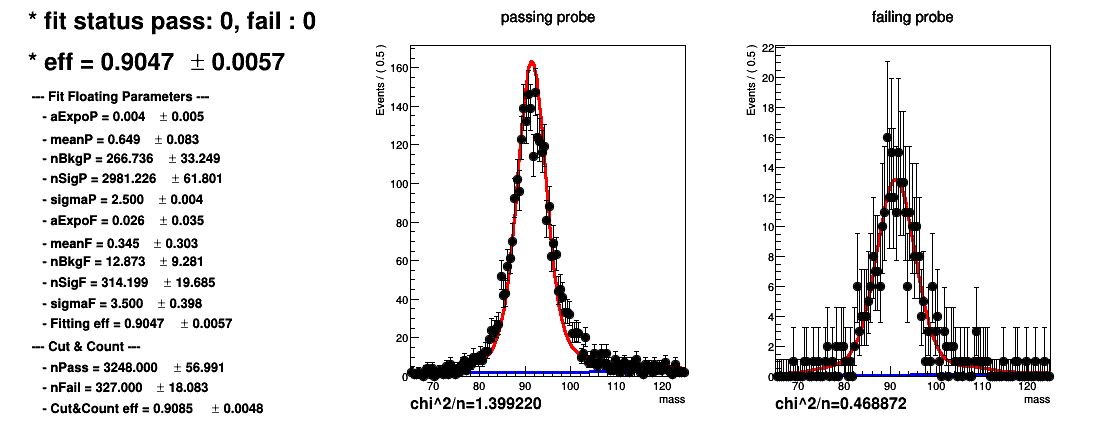 * fit status pass: 0, fail : 0
* eff = 0.9047 ± 0.0057
--- Fit Floating Parameters ---
- aExpoP = 0.004 ± 0.005
- meanP = 0.649 ± 0.083
- nBkgP = 266.736 ± 33.249
- nSigP = 2981.226 ± 61.801
- sigmaP = 2.500 ± 0.004
- aExpoF = 0.026 ± 0.035
- meanF = 0.345 ± 0.303
- nBkgF = 12.873 ± 9.281
- nSigF = 314.199 ± 19.685
- sigmaF = 3.500 ± 0.398
- Fitting eff = 0.9047 ± 0.0057
--- Cut & Count ---
- nPass = 3248.000 ± 56.991
- nFail = 327.000 ± 18.083
- Cut&Count eff = 0.9085 ± 0.0048
passing probe
Events / ( 0.5 )
160
140
120
100
80
60
40
20
0
70 80 90 100 110 120
mass
chi^2/n=1.399220
failing probe
Events / ( 0.5 )
22
20
18
16
14
12
10
8
6
4
2
0
70 80 90 100 110 120
mass
chi^2/n=0.468872